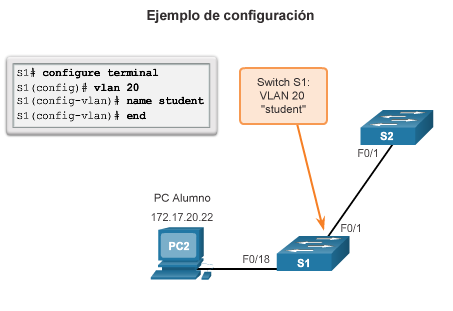 Ejemplo de configuración
S1# configure terminal
S1(config)# vlan 20
S1(config-vlan)# name student
S1(config-vlan)# end
Switch S1:
VLAN 20
"student"
S2
F0/1
PC Alumno
172.17.20.22
F0/1
PC2
F0/18
S1